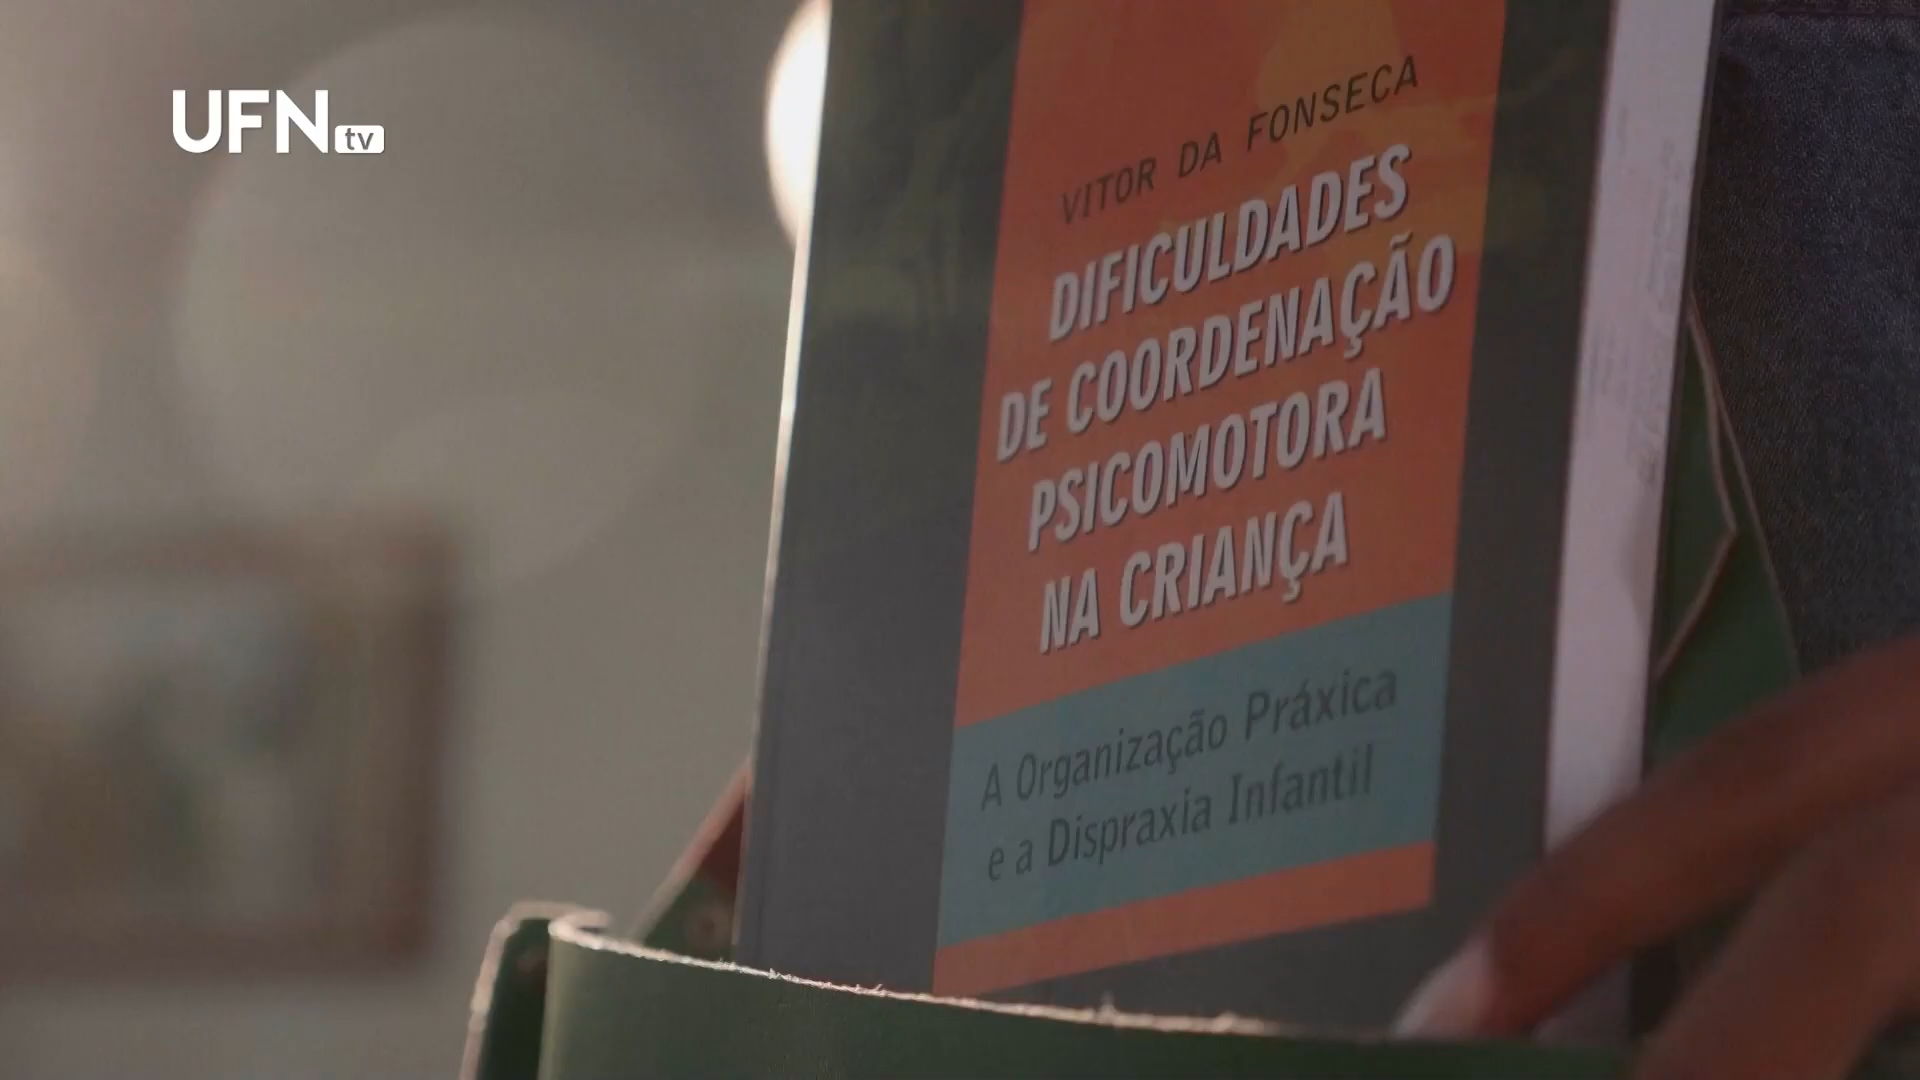 UFN tv
VITOR DA FONSECA
DIFICULDADES
DE COORDENAÇÃO
PSICOMOTORA
NA CRIANÇA
A Organização Práxica
e a Dispraxia Infantil